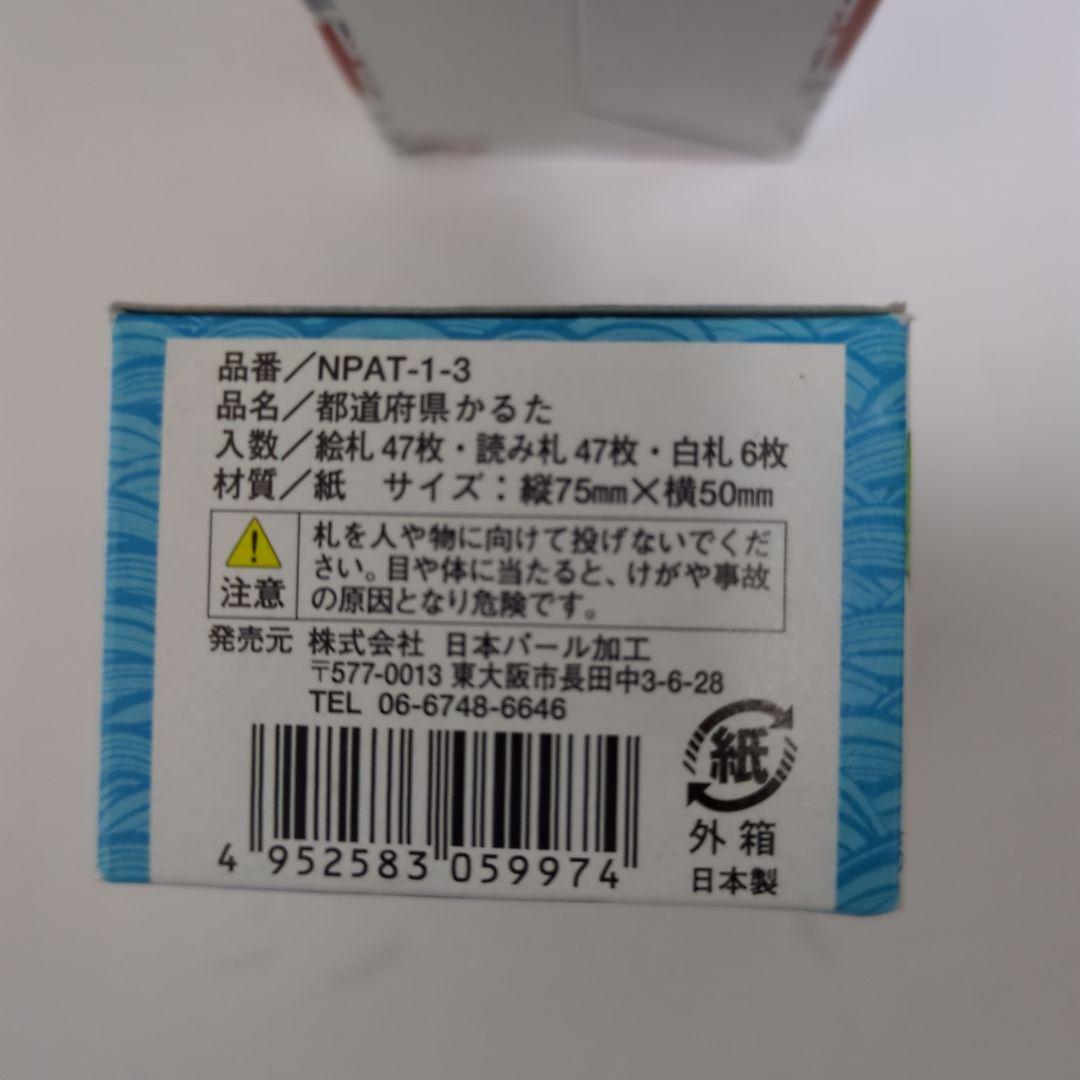 品番／NPAT-1-3
品名／都道府県かるた
入数／絵札 47枚・読み札 47枚・白札 6枚
材質／紙　サイズ：縦75mm×横50mm
注意
札を人や物に向けて投げないでくだ
さい。目や体に当たると、けがや事故
の原因となり危険です。
発売元 株式会社 日本パール加工
〒577-0013 東大阪市長田中3-6-28
TEL 06-6748-6646
4 952583 059974
紙
外箱
日本製